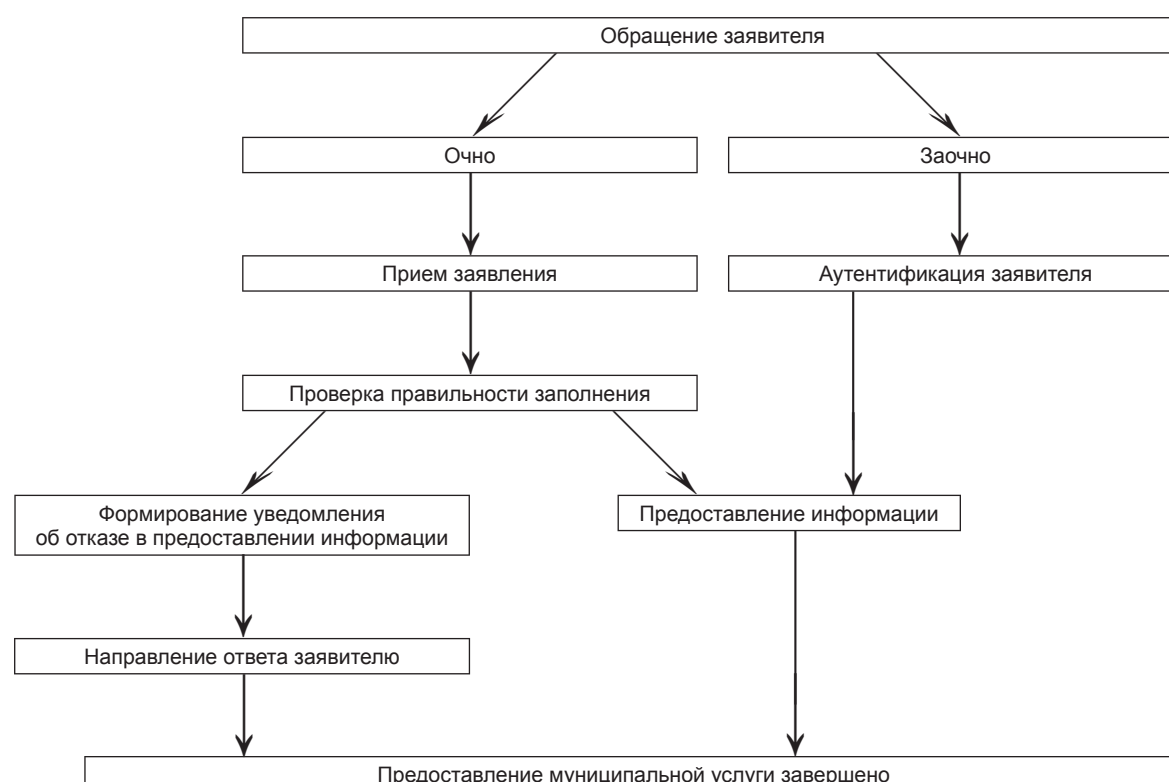 Обращение заявителя
Очно
Заочно
Прием заявления
Аутентификация заявителя
Проверка правильности заполнения
Формирование уведомления
об отказе в предоставлении информации
Предоставление информации
Направление ответа заявителю
Предоставление муниципальной услуги завершено